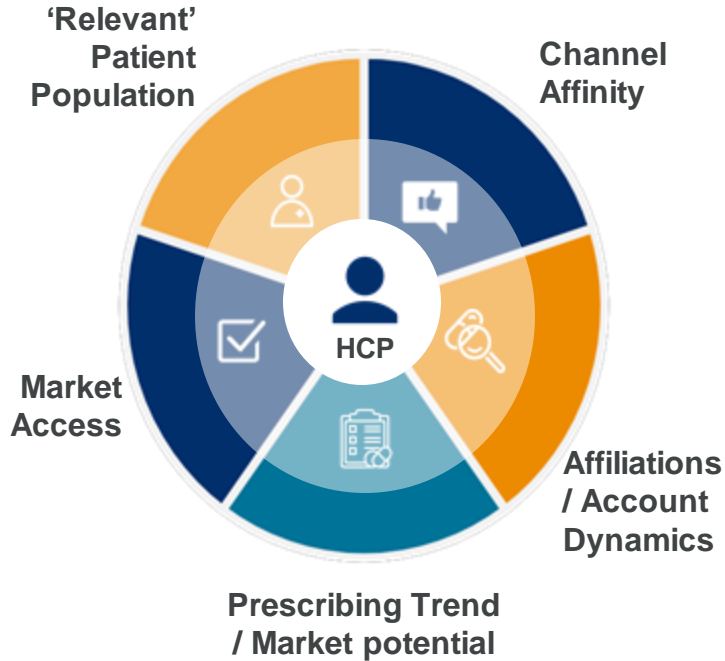 ‘Relevant’
Patient
Population
Channel
Affinity
HCP
Market
Access
Affiliations
/ Account
Dynamics
Prescribing Trend
/ Market potential